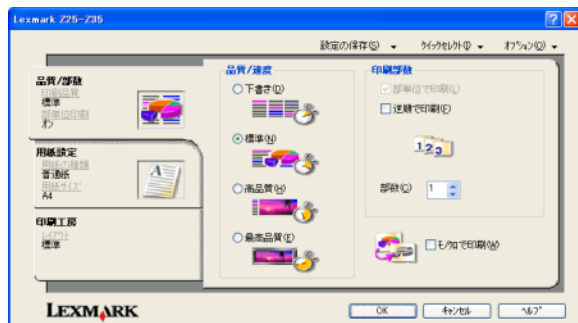 Lexmark Z25-Z35
設定の保存(S) クイックセレクト(I) オプション(O)
品質/部数
印刷品質
標準
部単位印刷
オン
用紙設定
用紙の種類
普通紙
用紙サイズ
A4
印刷工房
レイアウト
標準
品質/速度
下書き(D)
標準(N)
高品質(H)
最高品質(E)
印刷部数
部単位で印刷(L)
逆順で印刷(F)
1 2 3
部数(C) 1
モノクロで印刷(W)
LEXMARK
OK キャンセル ヘルプ